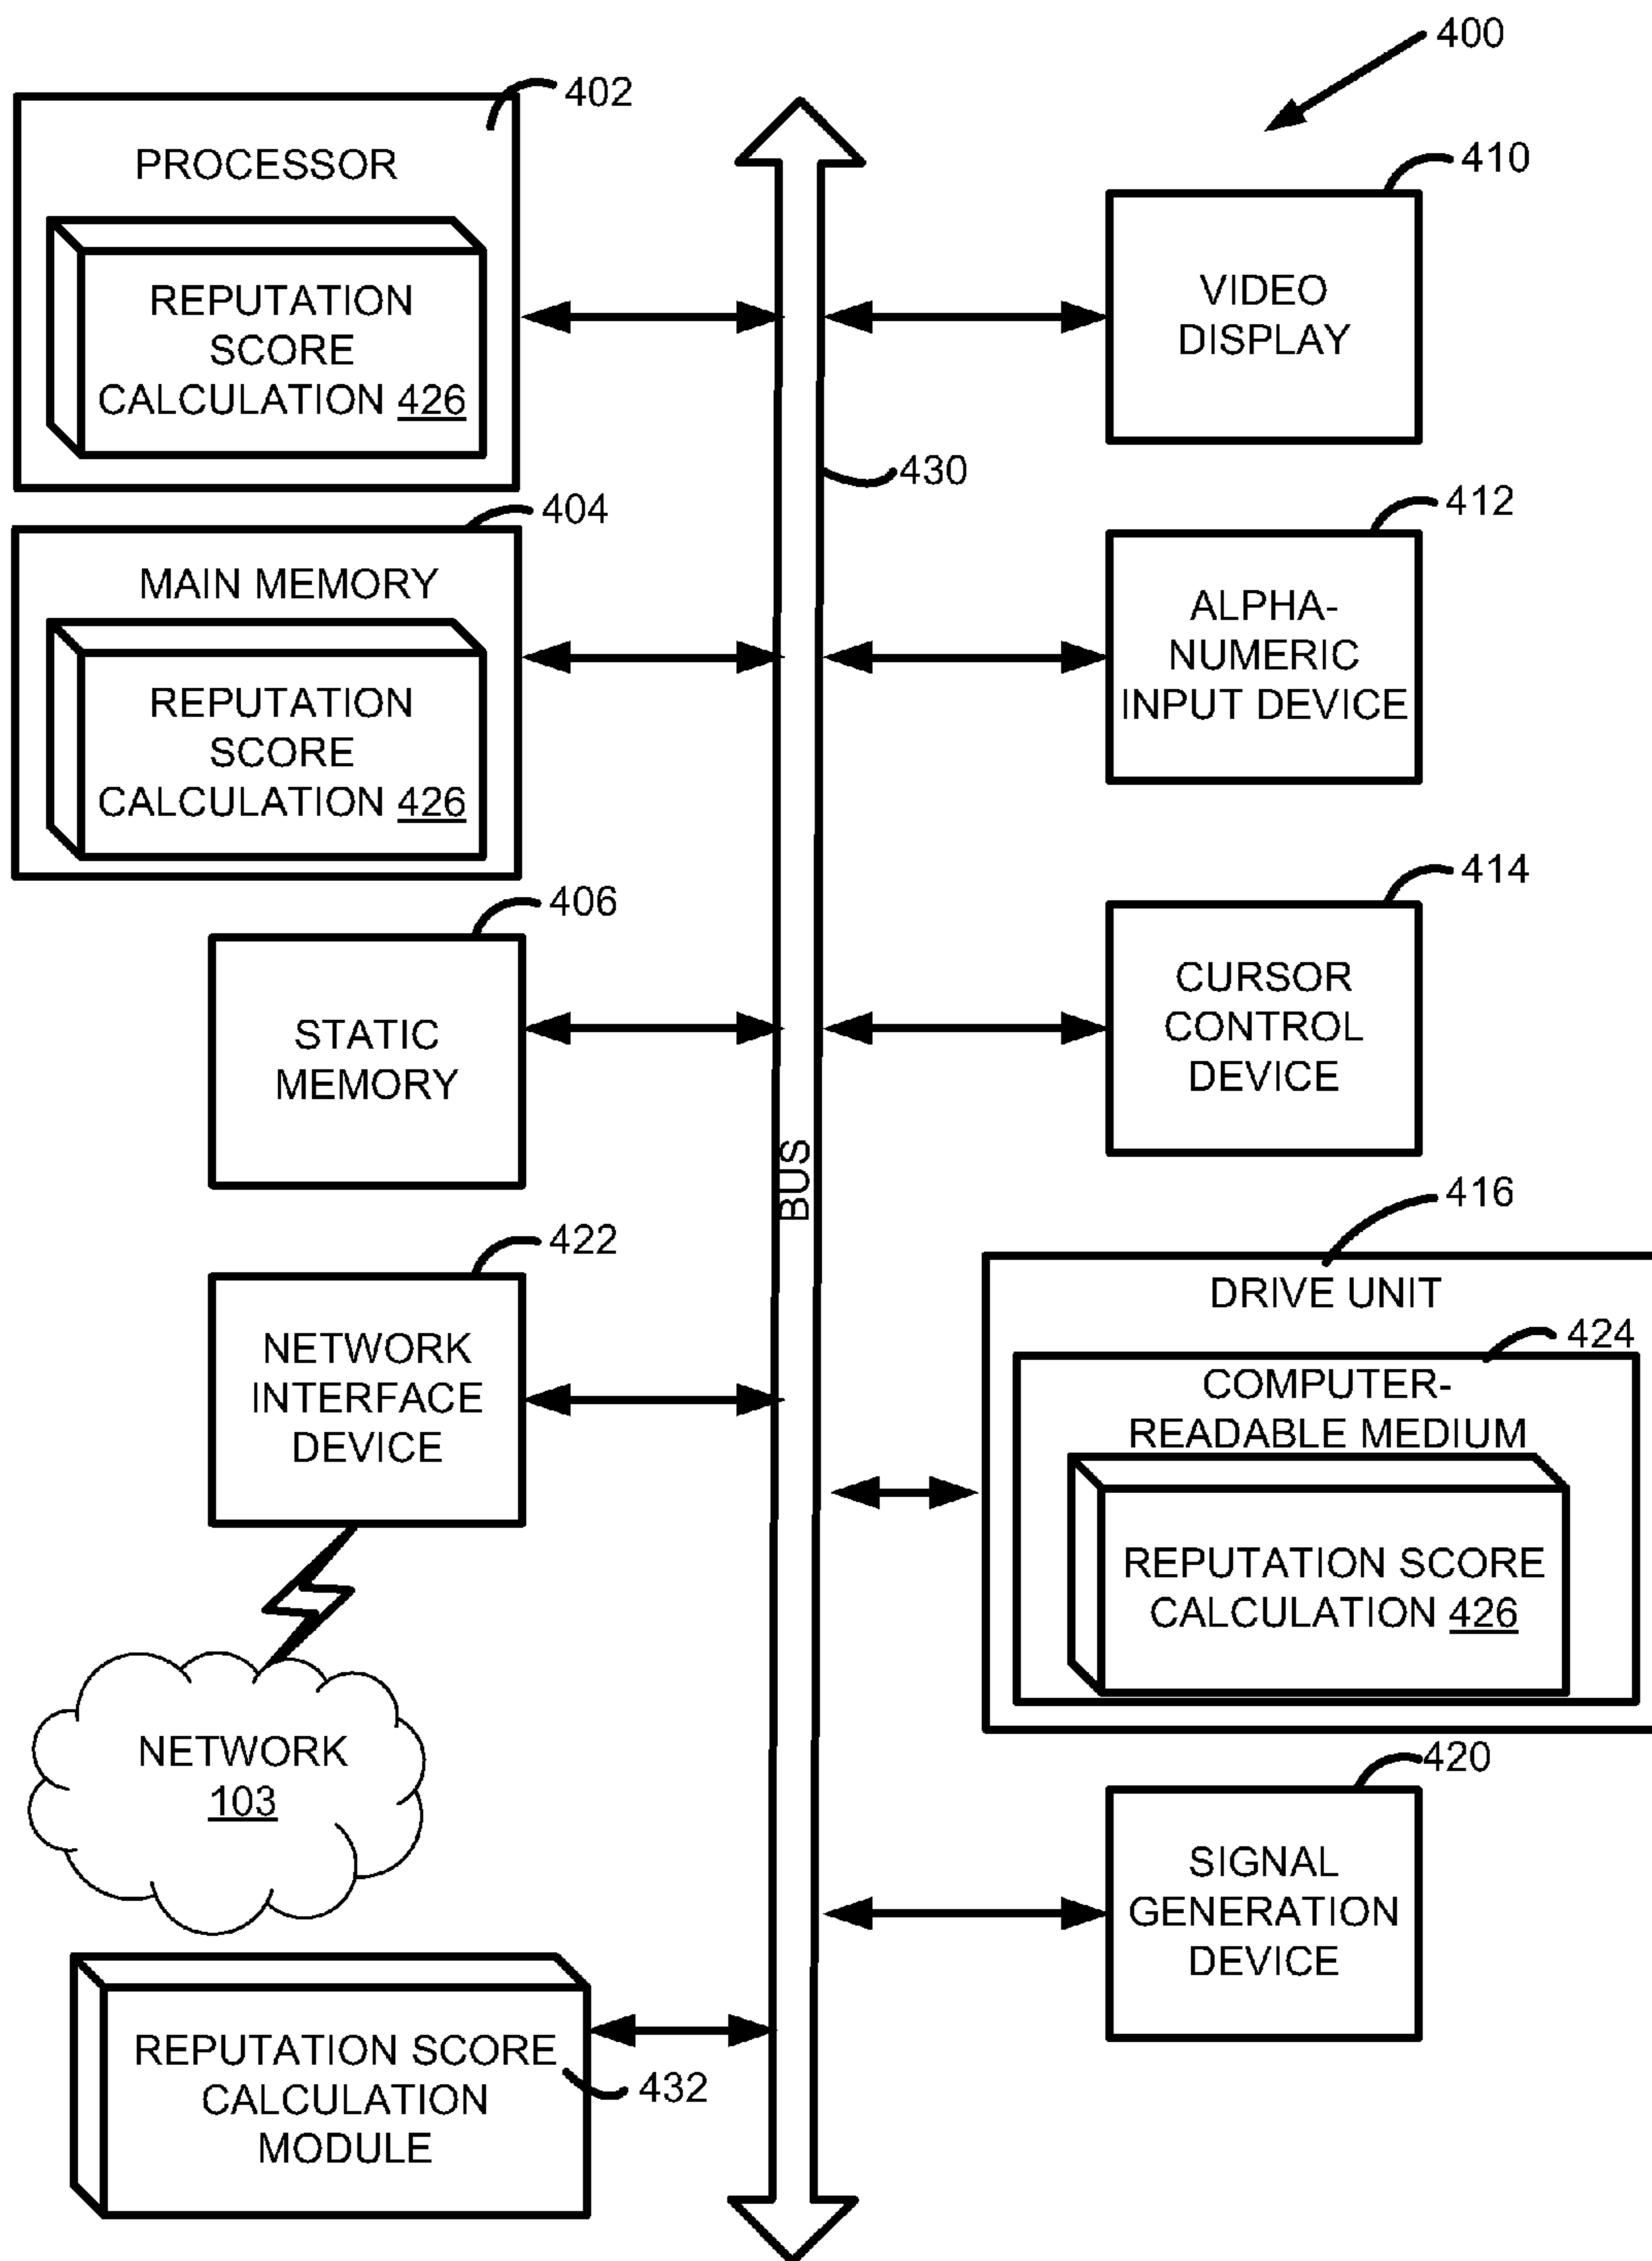 400
402
PROCESSOR
REPUTATION
SCORE
CALCULATION 426
404
MAIN MEMORY
REPUTATION
SCORE
CALCULATION 426
406
STATIC
MEMORY
422
NETWORK
INTERFACE
DEVICE
NETWORK
103
REPUTATION SCORE
CALCULATION
MODULE
432
430
BUS
410
VIDEO
DISPLAY
412
ALPHA-
NUMERIC
INPUT DEVICE
414
CURSOR
CONTROL
DEVICE
416
DRIVE UNIT
424
COMPUTER-
READABLE MEDIUM
REPUTATION SCORE
CALCULATION 426
420
SIGNAL
GENERATION
DEVICE